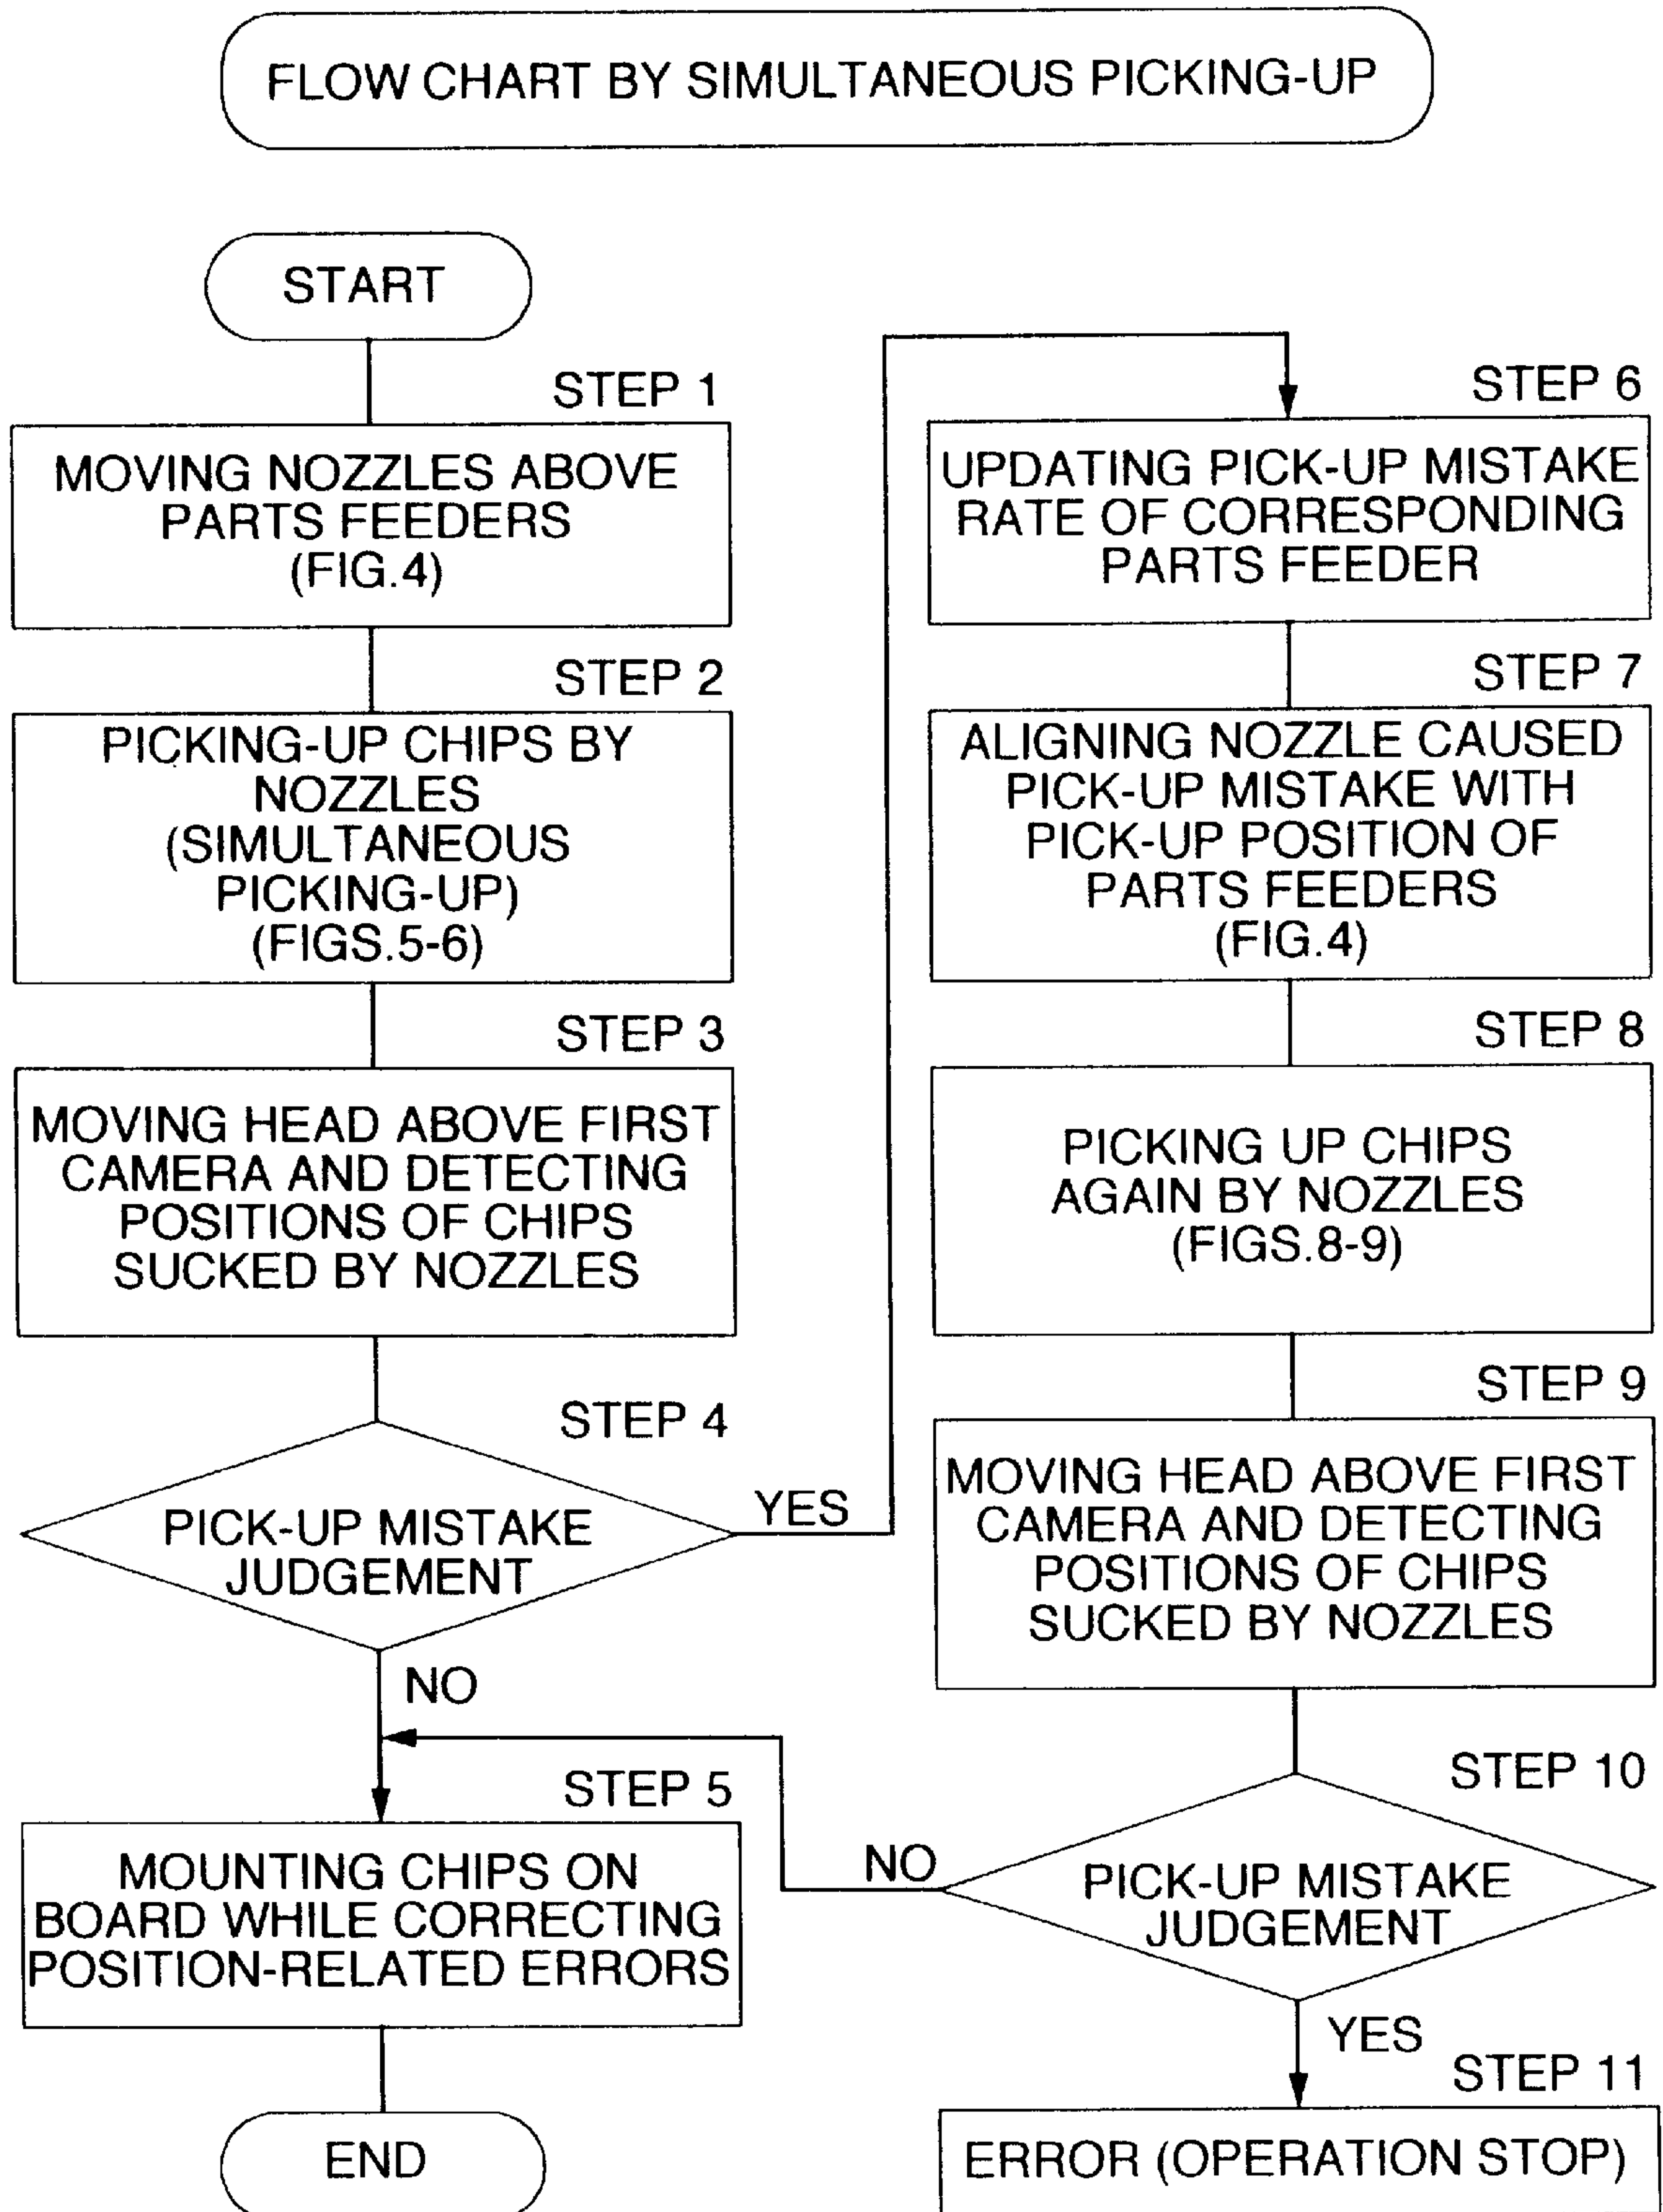 FLOW CHART BY SIMULTANEOUS PICKING-UP
START
STEP 1
MOVING NOZZLES ABOVE
PARTS FEEDERS
(FIG.4)
STEP 2
PICKING-UP CHIPS BY
NOZZLES
(SIMULTANEOUS
PICKING-UP)
(FIGS.5-6)
STEP 3
MOVING HEAD ABOVE FIRST
CAMERA AND DETECTING
POSITIONS OF CHIPS
SUCKED BY NOZZLES
STEP 4
PICK-UP MISTAKE
JUDGEMENT
YES
NO
STEP 5
MOUNTING CHIPS ON
BOARD WHILE CORRECTING
POSITION-RELATED ERRORS
END
STEP 6
UPDATING PICK-UP MISTAKE
RATE OF CORRESPONDING
PARTS FEEDER
STEP 7
ALIGNING NOZZLE CAUSED
PICK-UP MISTAKE WITH
PICK-UP POSITION OF
PARTS FEEDERS
(FIG.4)
STEP 8
PICKING UP CHIPS
AGAIN BY NOZZLES
(FIGS.8-9)
STEP 9
MOVING HEAD ABOVE FIRST
CAMERA AND DETECTING
POSITIONS OF CHIPS
SUCKED BY NOZZLES
STEP 10
PICK-UP MISTAKE
JUDGEMENT
NO
YES
STEP 11
ERROR (OPERATION STOP)